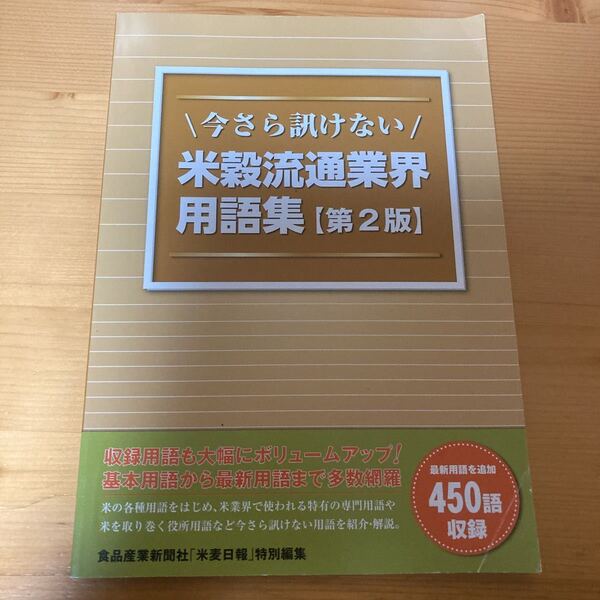 \今さら訊けない/
米穀流通業界
用語集【第2版】
収録用語も大幅にボリュームアップ!
基本用語から最新用語まで多数網羅
米の各種用語をはじめ、米業界で使われる特有の専門用語や
米を取り巻く役所用語など今さら訊けない用語を紹介・解説。
最新用語を追加
450語
収録
食品産業新聞社「米麦日報」特別編集